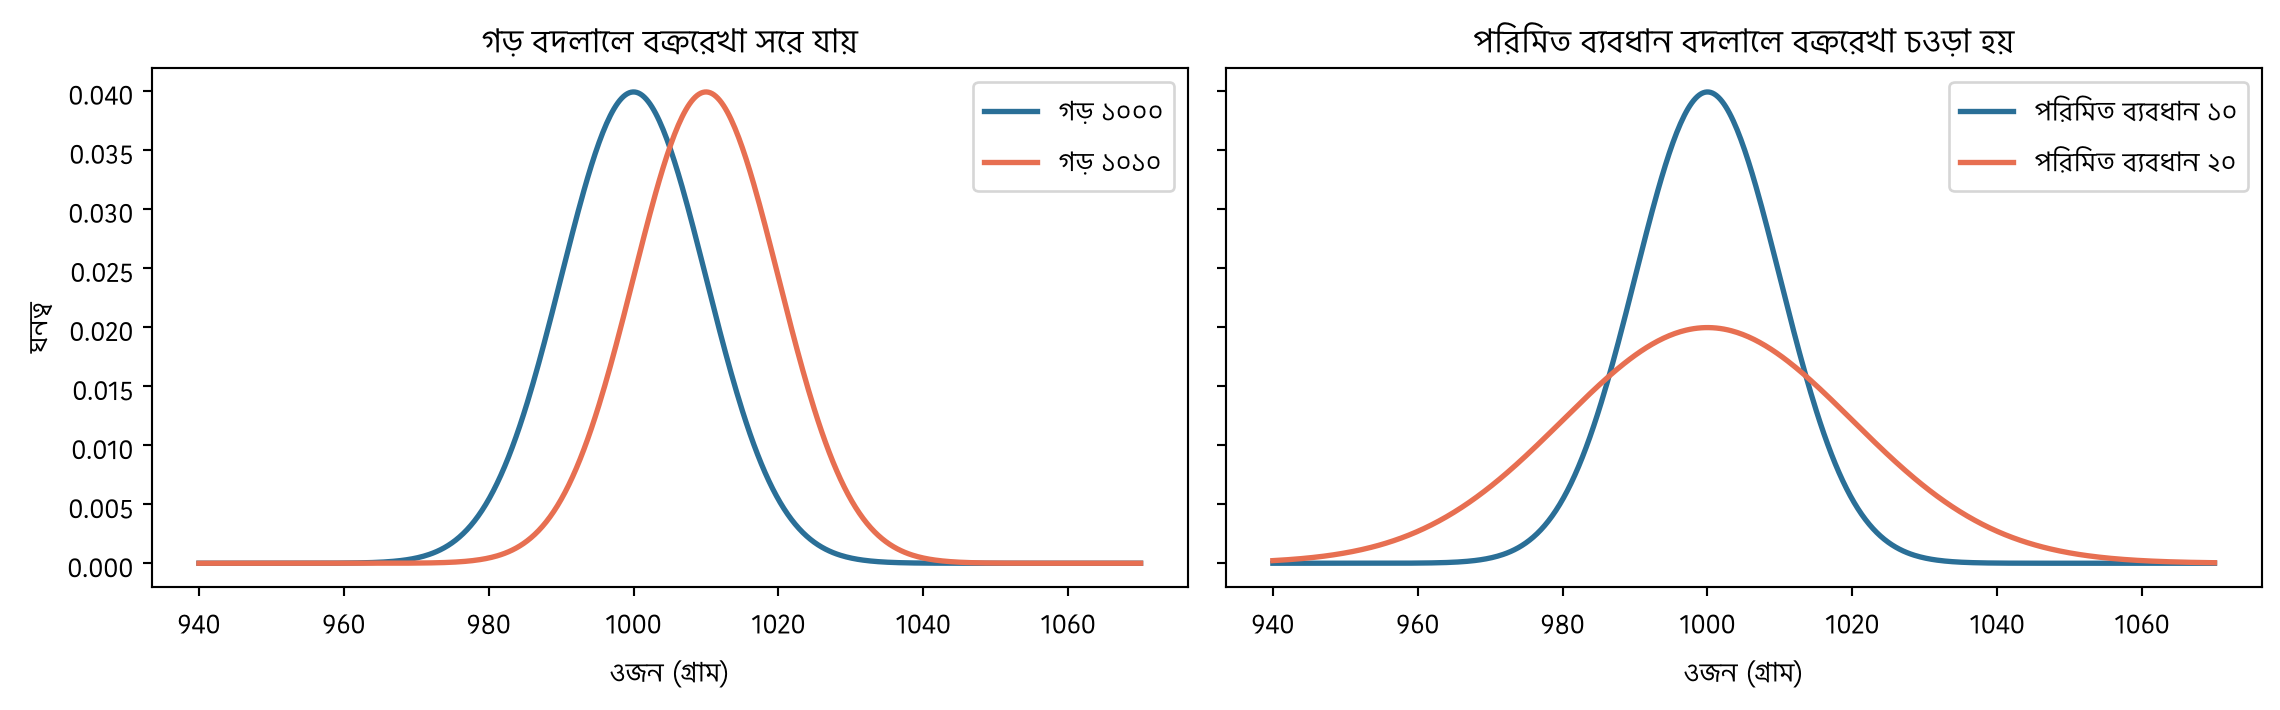 গড় বদলালে বক্ররেখা সরে যায়
গড় ১০০০
গড় ১০১০
0.040
0.035
0.030
0.025
0.020
0.015
0.010
0.005
0.000
ঘনত্ব
940 960 980 1000 1020 1040 1060
ওজন (গ্রাম)
পরিমিত ব্যবধান বদলালে বক্ররেখা চওড়া হয়
পরিমিত ব্যবধান ১০
পরিমিত ব্যবধান ২০
940 960 980 1000 1020 1040 1060
ওজন (গ্রাম)